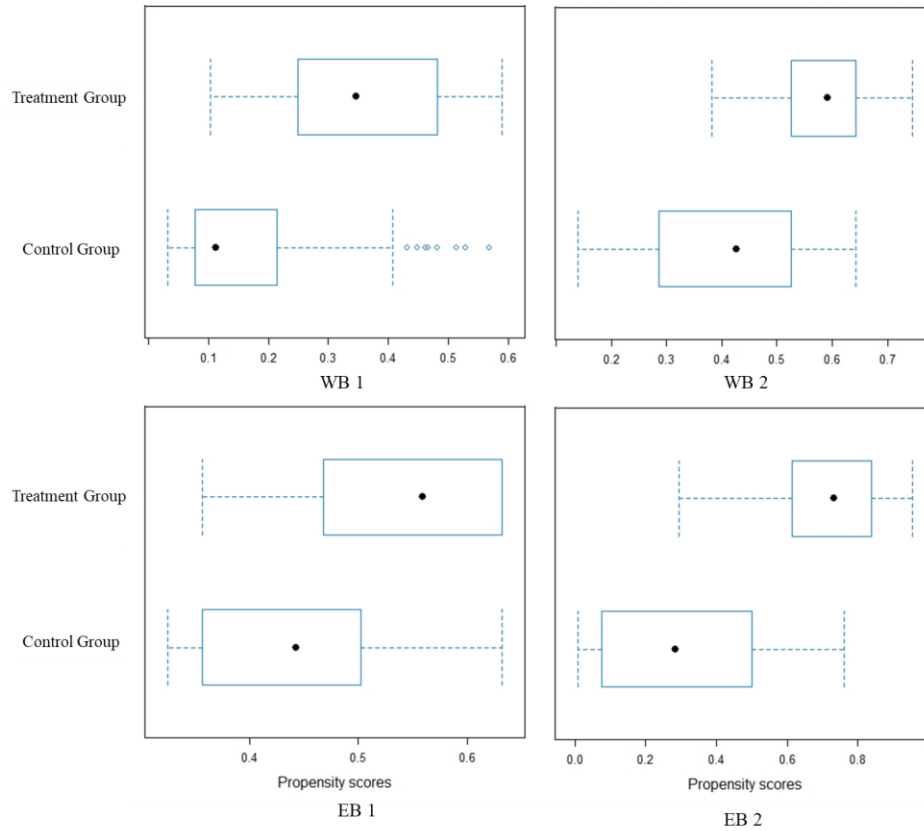 Treatment Group
Control Group
0.1 0.2 0.3 0.4 0.5 0.6
WB 1
0.2 0.3 0.4 0.5 0.6 0.7
WB 2
Treatment Group
Control Group
0.4 0.5 0.6
Propensity scores
EB 1
0.0 0.2 0.4 0.6 0.8
Propensity scores
EB 2